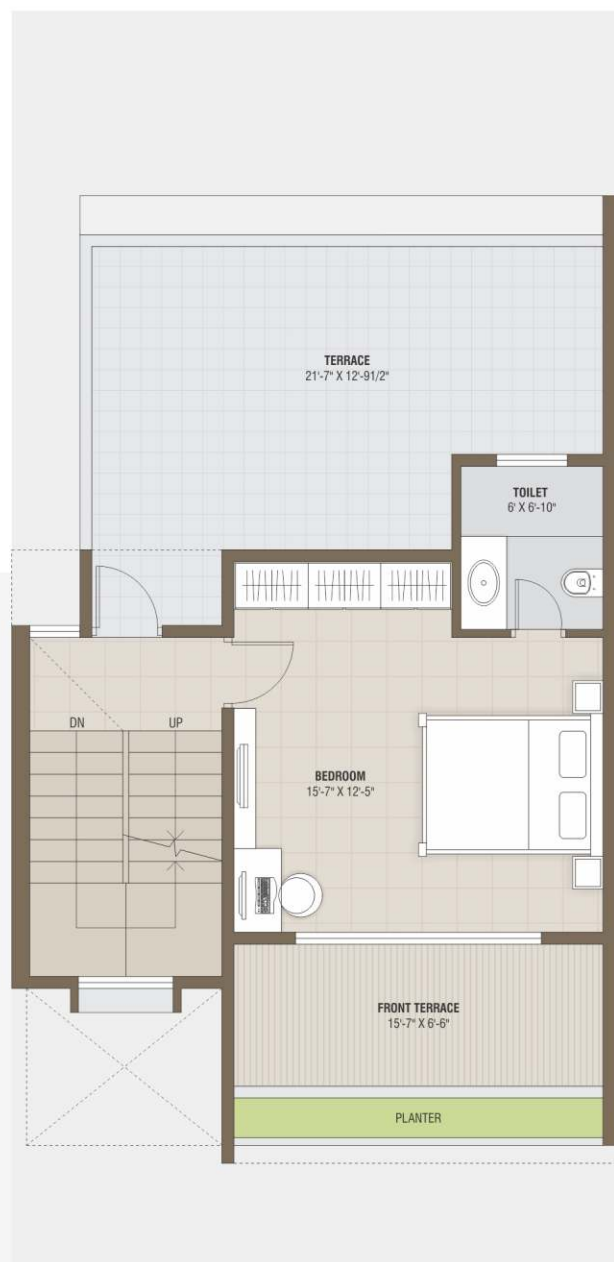 TERRACE
21'-7" X 12'-91/2"
TOILET
6' X 6'-10"
DN
UP
BEDROOM
15'-7" X 12'-5"
FRONT TERRACE
15'-7" X 6'-6"
PLANTER